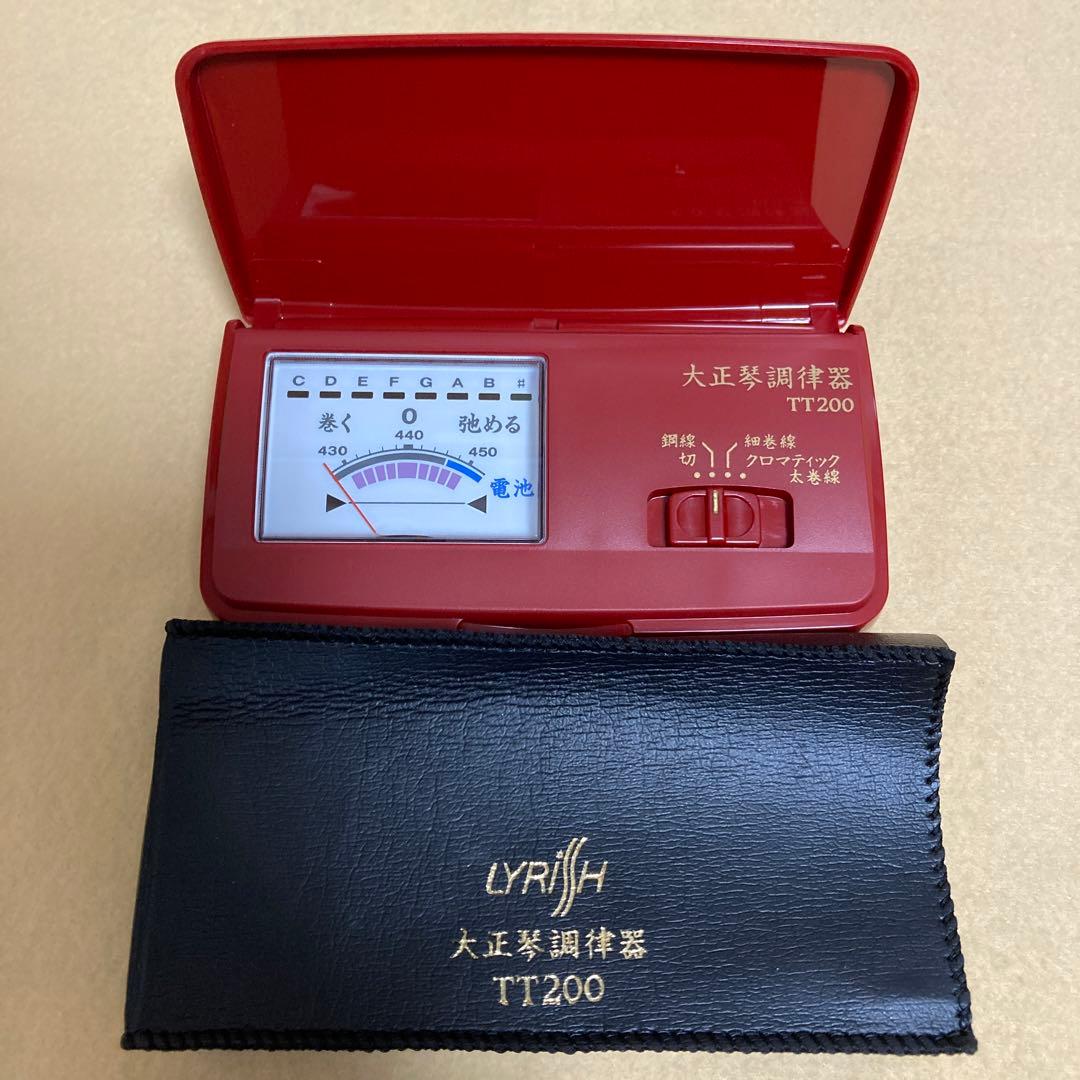 C D E F G A B #
巻く 0 弛める
430 440 450
電池
大正琴調律器
TT200
鋼線 細巻線
切 クロマティック
太巻線
LYRISH
大正琴調律器
TT200